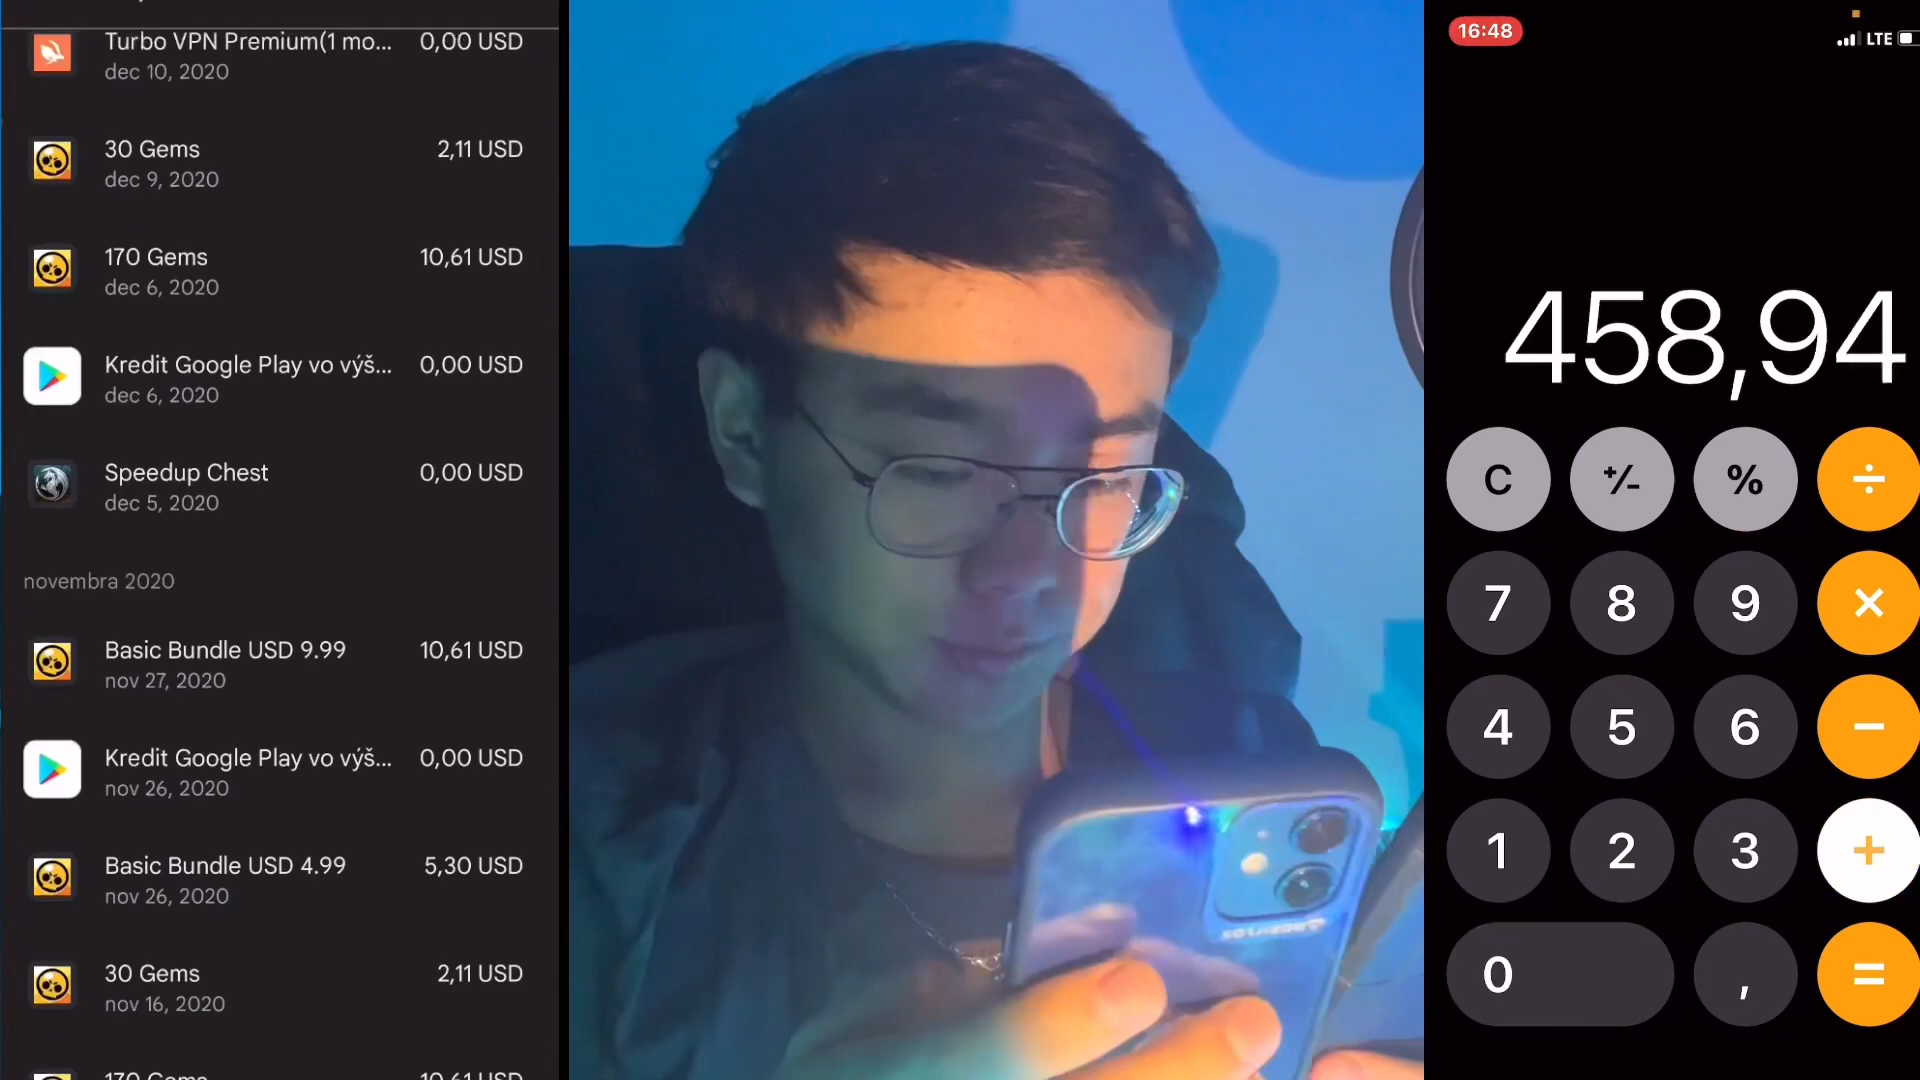 Turbo VPN Premium(1 mo... 0,00 USD
dec 10, 2020
30 Gems 2,11 USD
dec 9, 2020
170 Gems 10,61 USD
dec 6, 2020
Kredit Google Play vo výš... 0,00 USD
dec 6, 2020
Speedup Chest 0,00 USD
dec 5, 2020
novembra 2020
Basic Bundle USD 9.99 10,61 USD
nov 27, 2020
Kredit Google Play vo výš... 0,00 USD
nov 26, 2020
Basic Bundle USD 4.99 5,30 USD
nov 26, 2020
30 Gems 2,11 USD
nov 16, 2020
170 Gems 10,61 USD
16:48 LTE
458,94
C +/- % ÷
7 8 9 ×
4 5 6 −
1 2 3 +
0 , =